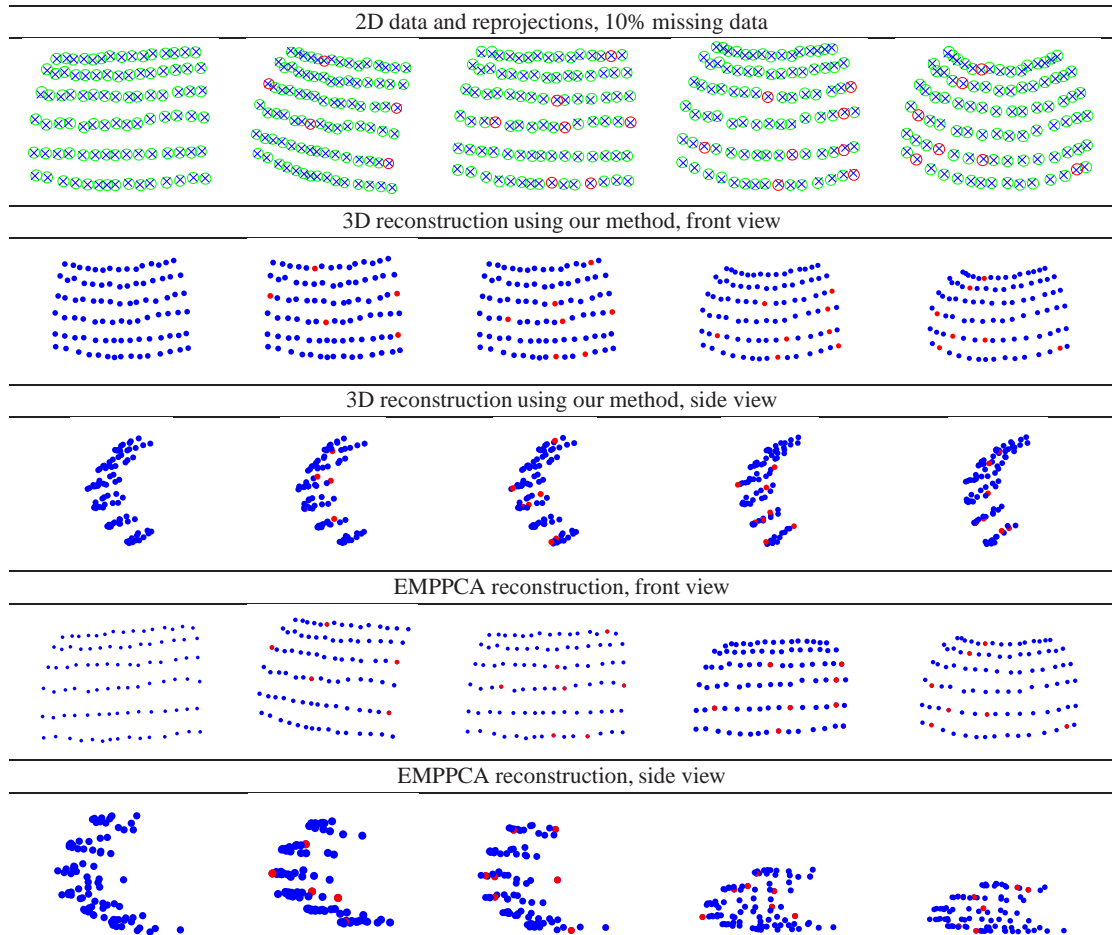 2D data and reprojections, 10% missing data
3D reconstruction using our method, front view
3D reconstruction using our method, side view
EMPPCA reconstruction, front view
EMPPCA reconstruction, side view